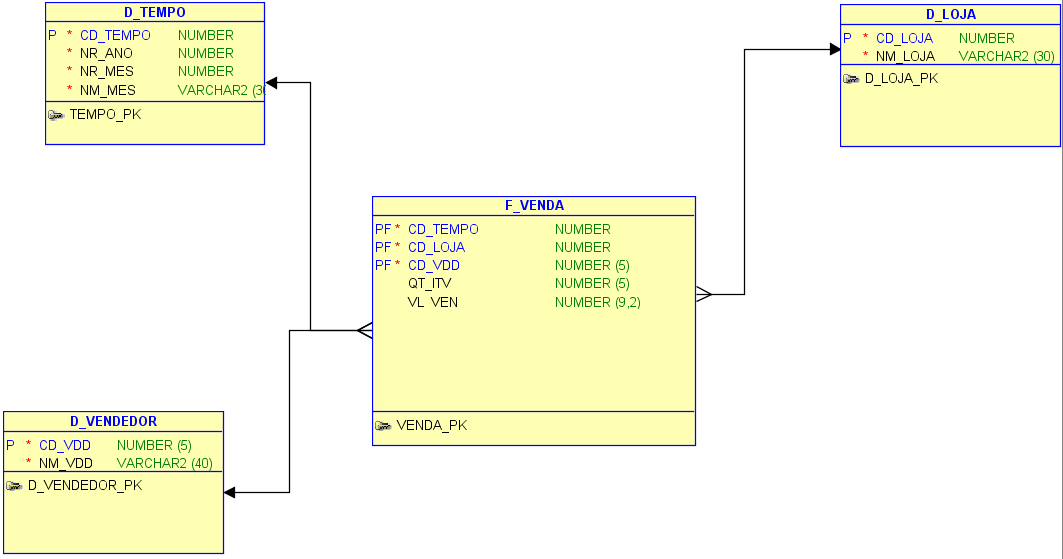 D_TEMPO
P * CD_TEMPO NUMBER
* NR_ANO NUMBER
* NR_MES NUMBER
* NM_MES VARCHAR2 (30
TEMPO_PK
D_LOJA
P * CD_LOJA NUMBER
* NM_LOJA VARCHAR2 (30)
D_LOJA_PK
F_VENDA
PF * CD_TEMPO NUMBER
PF * CD_LOJA NUMBER
PF * CD_VDD NUMBER (5)
QT_ITV NUMBER (5)
VL_VEN NUMBER (9,2)
VENDA_PK
D_VENDEDOR
P * CD_VDD NUMBER (5)
* NM_VDD VARCHAR2 (40)
D_VENDEDOR_PK